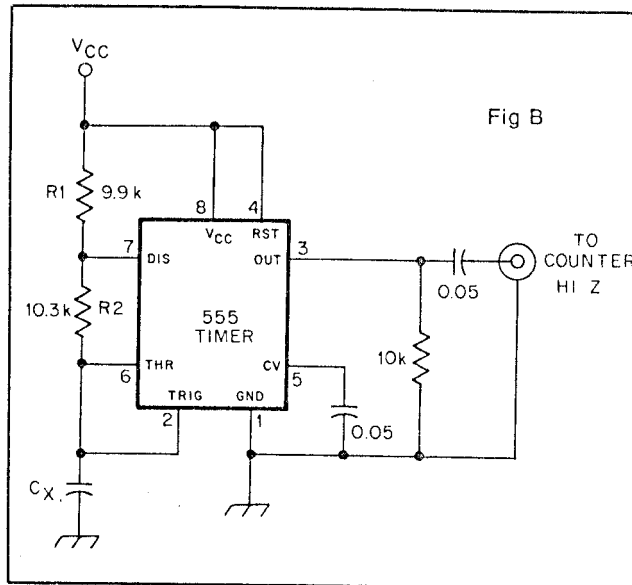 VCC
Fig B
R1 9.9 k
8 4
VCC RST
7 DIS
OUT 3
TO
COUNTER
HI Z
0.05
10.3k R2
555
TIMER
THR
6
CV
5
10k
TRIG GND
2 1
0.05
CX